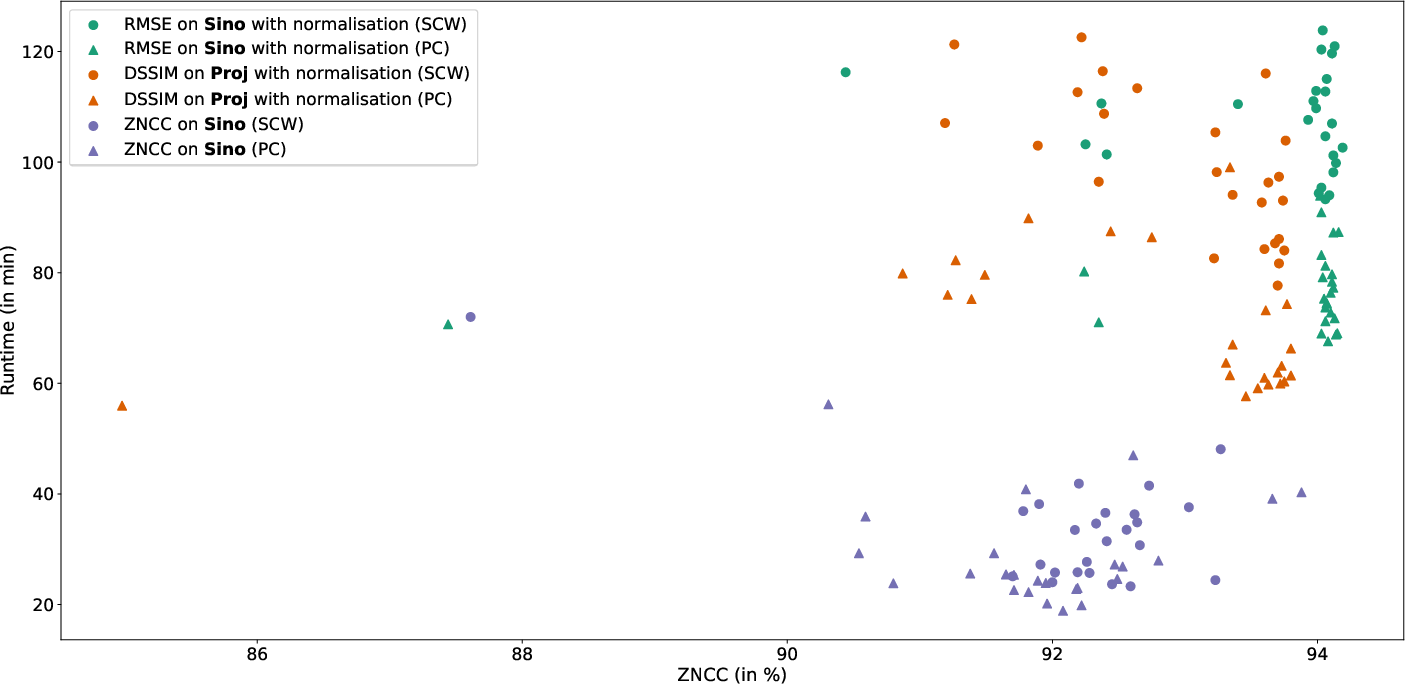 RMSE on Sino with normalisation (SCW)
RMSE on Sino with normalisation (PC)
DSSIM on Proj with normalisation (SCW)
DSSIM on Proj with normalisation (PC)
ZNCC on Sino (SCW)
ZNCC on Sino (PC)
120
100
80
60
40
20
Runtime (in min)
86 88 90 92 94
ZNCC (in %)